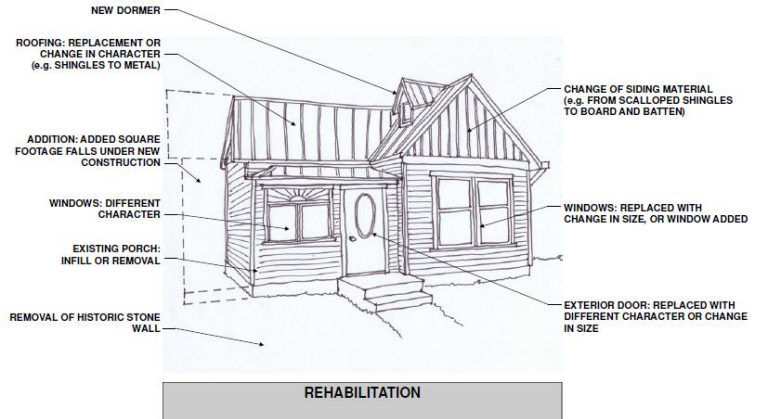 NEW DORMER
ROOFING: REPLACEMENT OR
CHANGE IN CHARACTER
(e.g. SHINGLES TO METAL)
ADDITION: ADDED SQUARE
FOOTAGE FALLS UNDER NEW
CONSTRUCTION
WINDOWS: DIFFERENT
CHARACTER
EXISTING PORCH:
INFILL OR REMOVAL
REMOVAL OF HISTORIC STONE
WALL
CHANGE OF SIDING MATERIAL
(e.g. FROM SCALLOPED SHINGLES
TO BOARD AND BATTEN)
WINDOWS: REPLACED WITH
CHANGE IN SIZE, OR WINDOW ADDED
EXTERIOR DOOR: REPLACED WITH
DIFFERENT CHARACTER OR CHANGE
IN SIZE
REHABILITATION